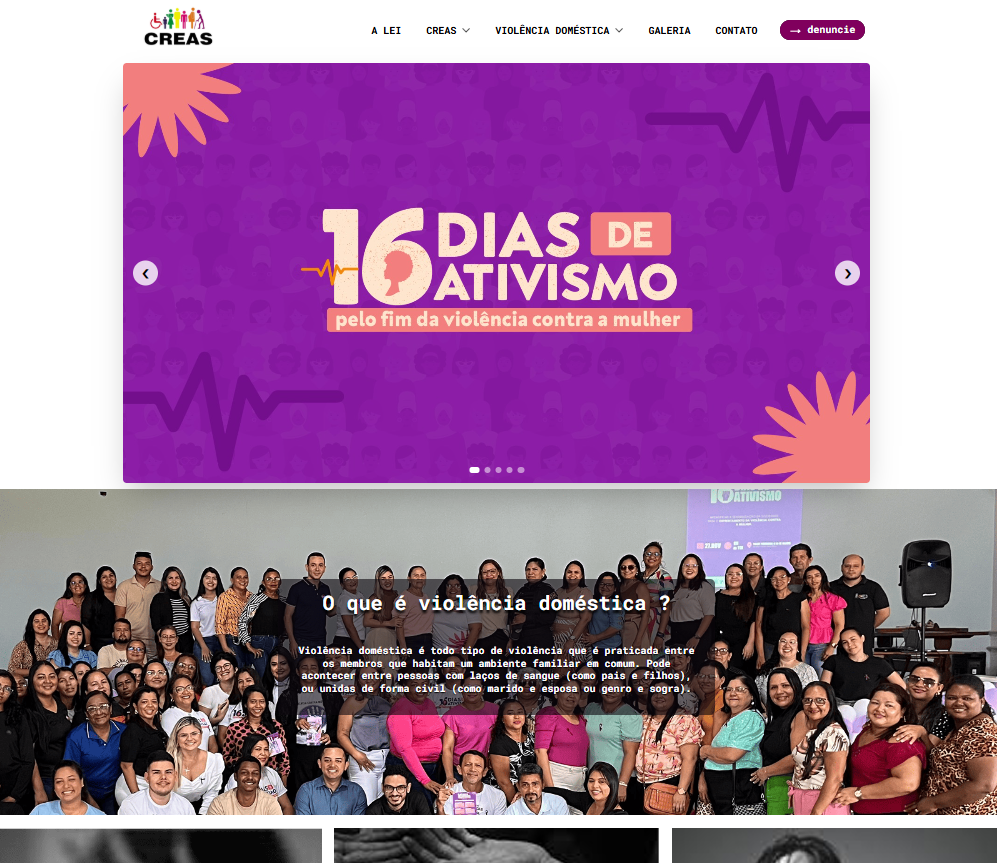 CREAS
A LEI
CREAS
VIOLÊNCIA DOMÉSTICA
GALERIA
CONTATO
→ denuncie
16 DIAS DE
ATIVISMO
pelo fim da violência contra a mulher
ATIVISMO
O que é violência doméstica ?
Violência doméstica é todo tipo de violência que é praticada entre
os membros que habitam um ambiente familiar em comum. Pode
acontecer entre pessoas com laços de sangue (como pais e filhos),
ou unidas de forma civil (como marido e esposa ou genro e sogra).